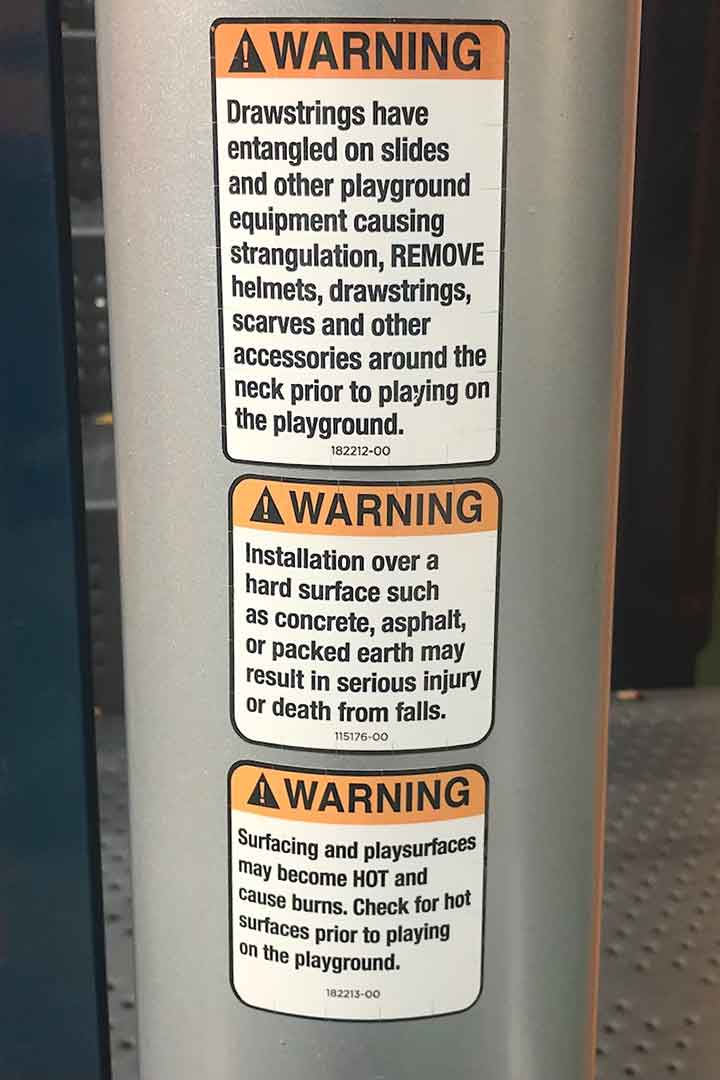 WARNING
Drawstrings have
entangled on slides
and other playground
equipment causing
strangulation, REMOVE
helmets, drawstrings,
scarves and other
accessories around the
neck prior to playing on
the playground.
182212-00
WARNING
Installation over a
hard surface such
as concrete, asphalt,
or packed earth may
result in serious injury
or death from falls.
115176-00
WARNING
Surfacing and playsurfaces
may become HOT and
cause burns. Check for hot
surfaces prior to playing
on the playground.
182213-00